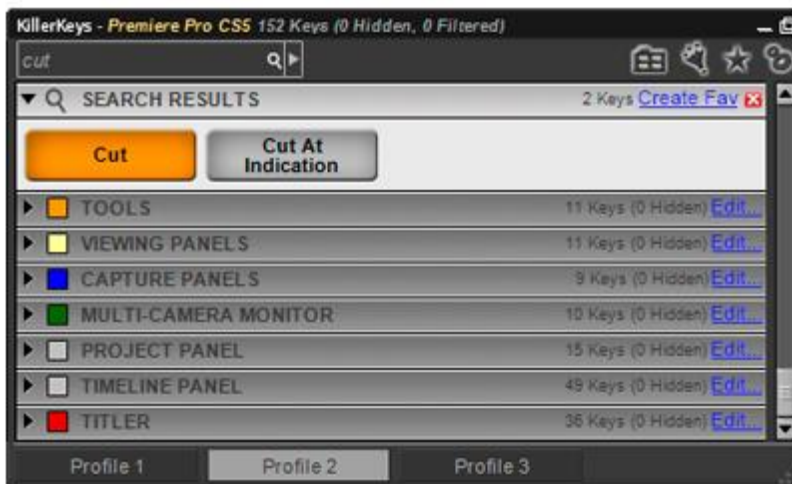 KillerKeys - Premiere Pro CS5 152 Keys (0 Hidden, 0 Filtered)
cut
SEARCH RESULTS 2 Keys Create Fav
Cut Cut At
Indication
TOOLS 11 Keys (0 Hidden) Edit...
VIEWING PANELS 11 Keys (0 Hidden) Edit...
CAPTURE PANELS 9 Keys (0 Hidden) Edit...
MULTI-CAMERA MONITOR 10 Keys (0 Hidden) Edit...
PROJECT PANEL 15 Keys (0 Hidden) Edit...
TIMELINE PANEL 49 Keys (0 Hidden) Edit...
TITLER 36 Keys (0 Hidden) Edit...
Profile 1 Profile 2 Profile 3